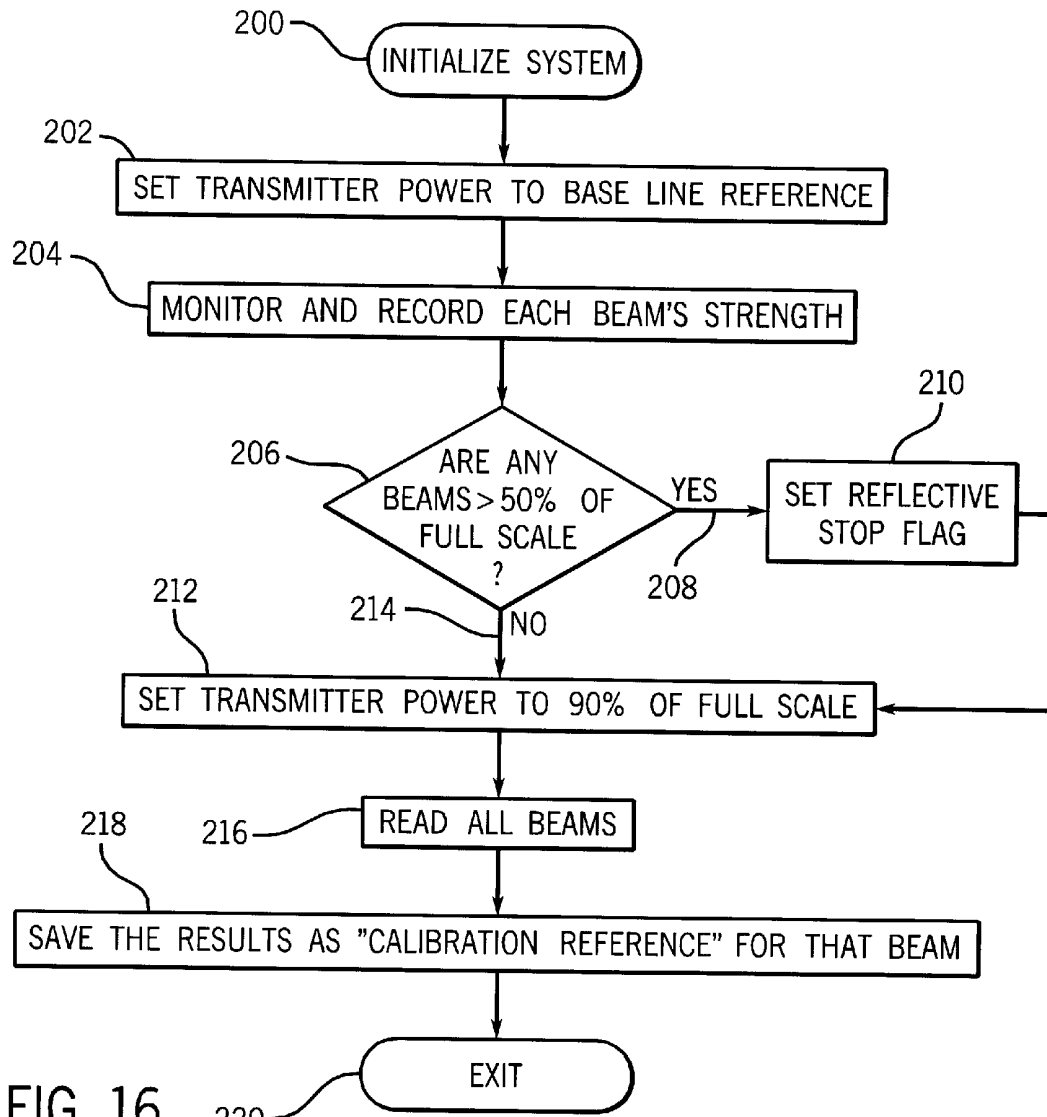 200
INITIALIZE SYSTEM
202
SET TRANSMITTER POWER TO BASE LINE REFERENCE
204
MONITOR AND RECORD EACH BEAM'S STRENGTH
206
ARE ANY
BEAMS > 50% OF
FULL SCALE
?
YES
208
210
SET REFLECTIVE
STOP FLAG
212
214
NO
SET TRANSMITTER POWER TO 90% OF FULL SCALE
216
READ ALL BEAMS
218
SAVE THE RESULTS AS "CALIBRATION REFERENCE" FOR THAT BEAM
EXIT
FIG. 16
220